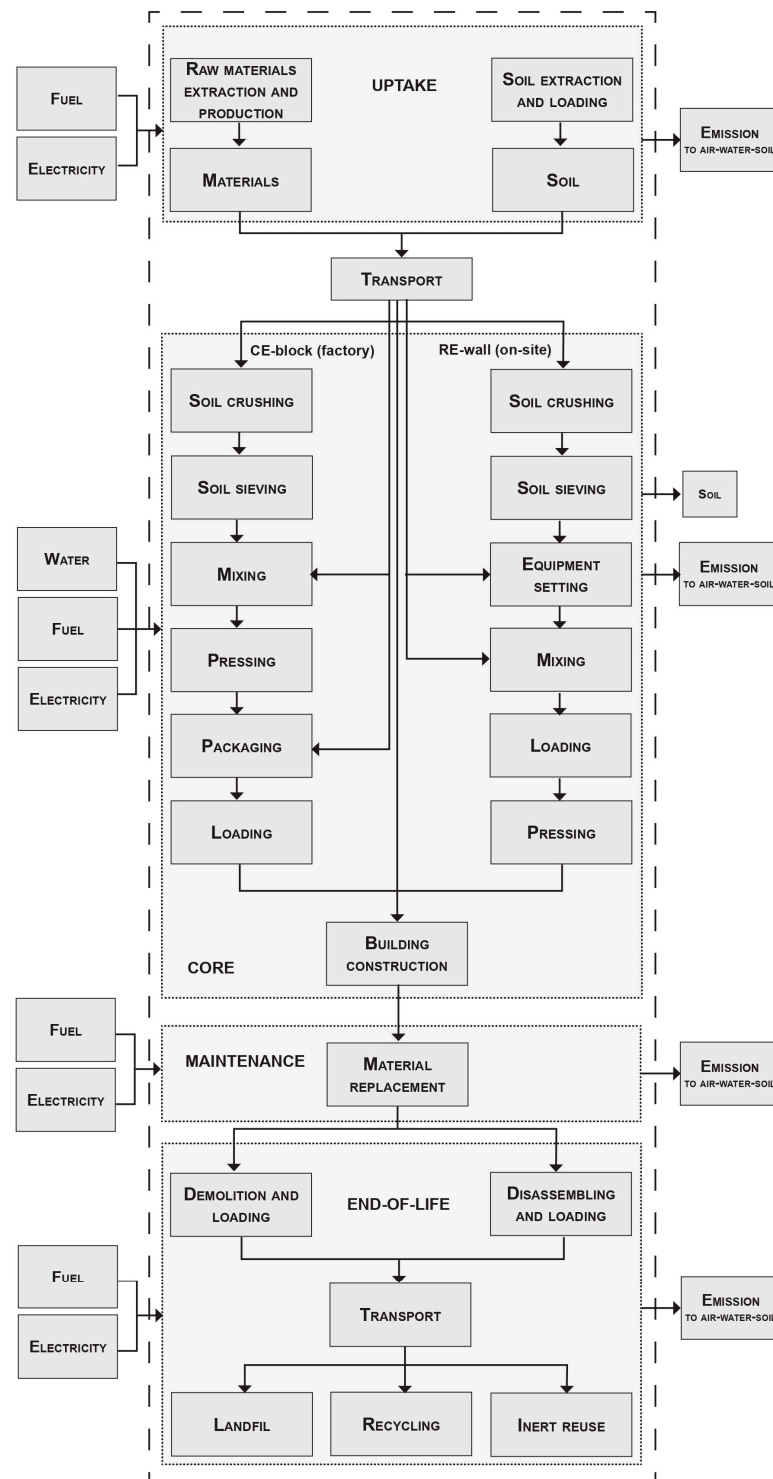 Raw materials
extraction and
production
UPTAKE
Soil extraction
and loading
Fuel
Electricity
Emission
to air-water-soil
Materials
Soil
Transport
CE-block (factory)
RE-wall (on-site)
Soil crushing
Soil crushing
Soil sieving
Soil sieving
Soil
Water
Fuel
Electricity
Mixing
Equipment
setting
Emission
to air-water-soil
Pressing
Mixing
Packaging
Loading
Loading
Pressing
Building
construction
CORE
Fuel
Electricity
MAINTENANCE
Material
replacement
Emission
to air-water-soil
Demolition and
loading
END-OF-LIFE
Disassembling
and loading
Fuel
Electricity
Transport
Emission
to air-water-soil
Landfil
Recycling
Inert reuse